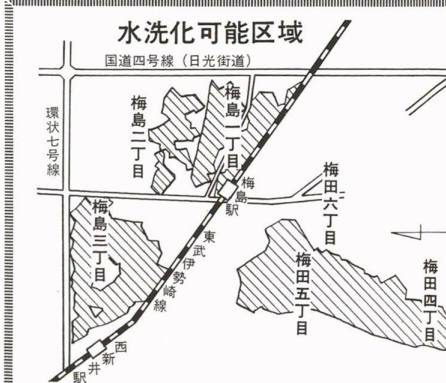 水洗化可能区域
国道四号線(日光街道)
環状七号線
梅島二丁目
梅島一丁目
梅島駅
梅田六丁目
梅島三丁目
東武伊勢崎線
梅田五丁目
梅田四丁目
西新井駅